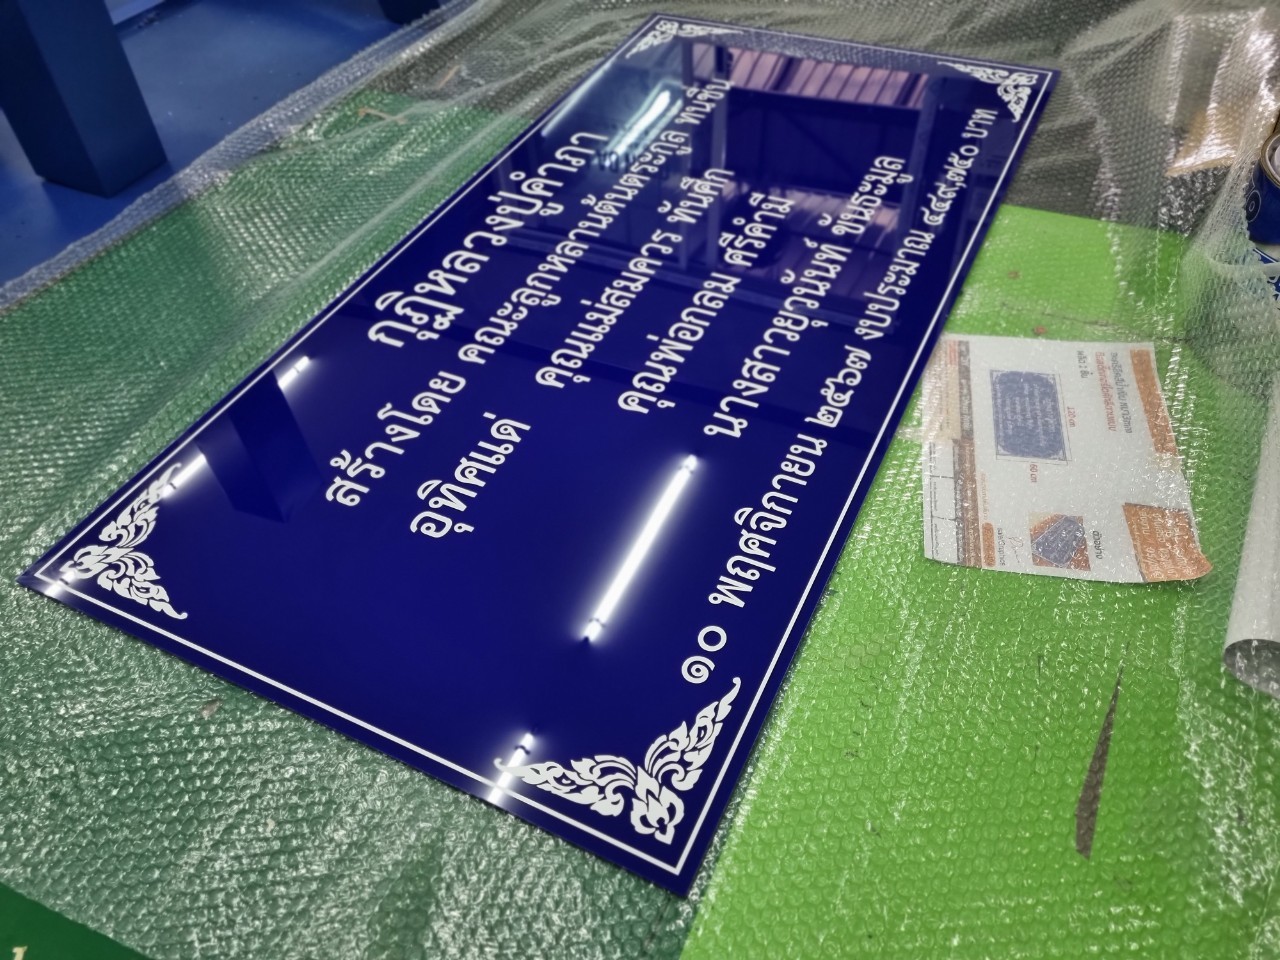 กุฏิหลวงปู่คำภา
สร้างโดย คณะลูกหลานต้นตระกูล ทนชิน
อุทิศแด่ คุณแม่สมควร ทันศึก
คุณพ่อกลม ศรีคำมี
นางสาวยุวนันท์ ขันธะมูล
๑๐ พฤศจิกายน ๒๕๖๗ งบประมาณ ๔๔๙,๗๕๐ บาท